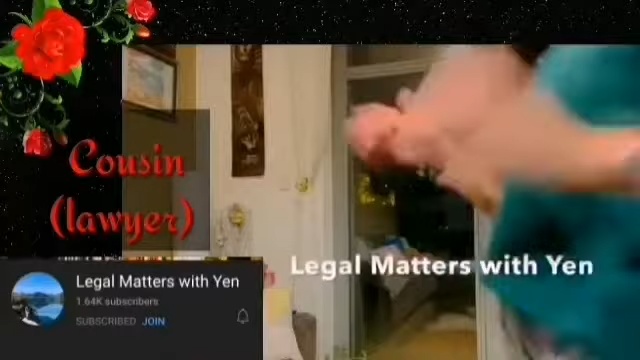 Cousin
(lawyer)
Legal Matters with Yen
Legal Matters with Yen
1.64K subscribers
SUBSCRIBED JOIN